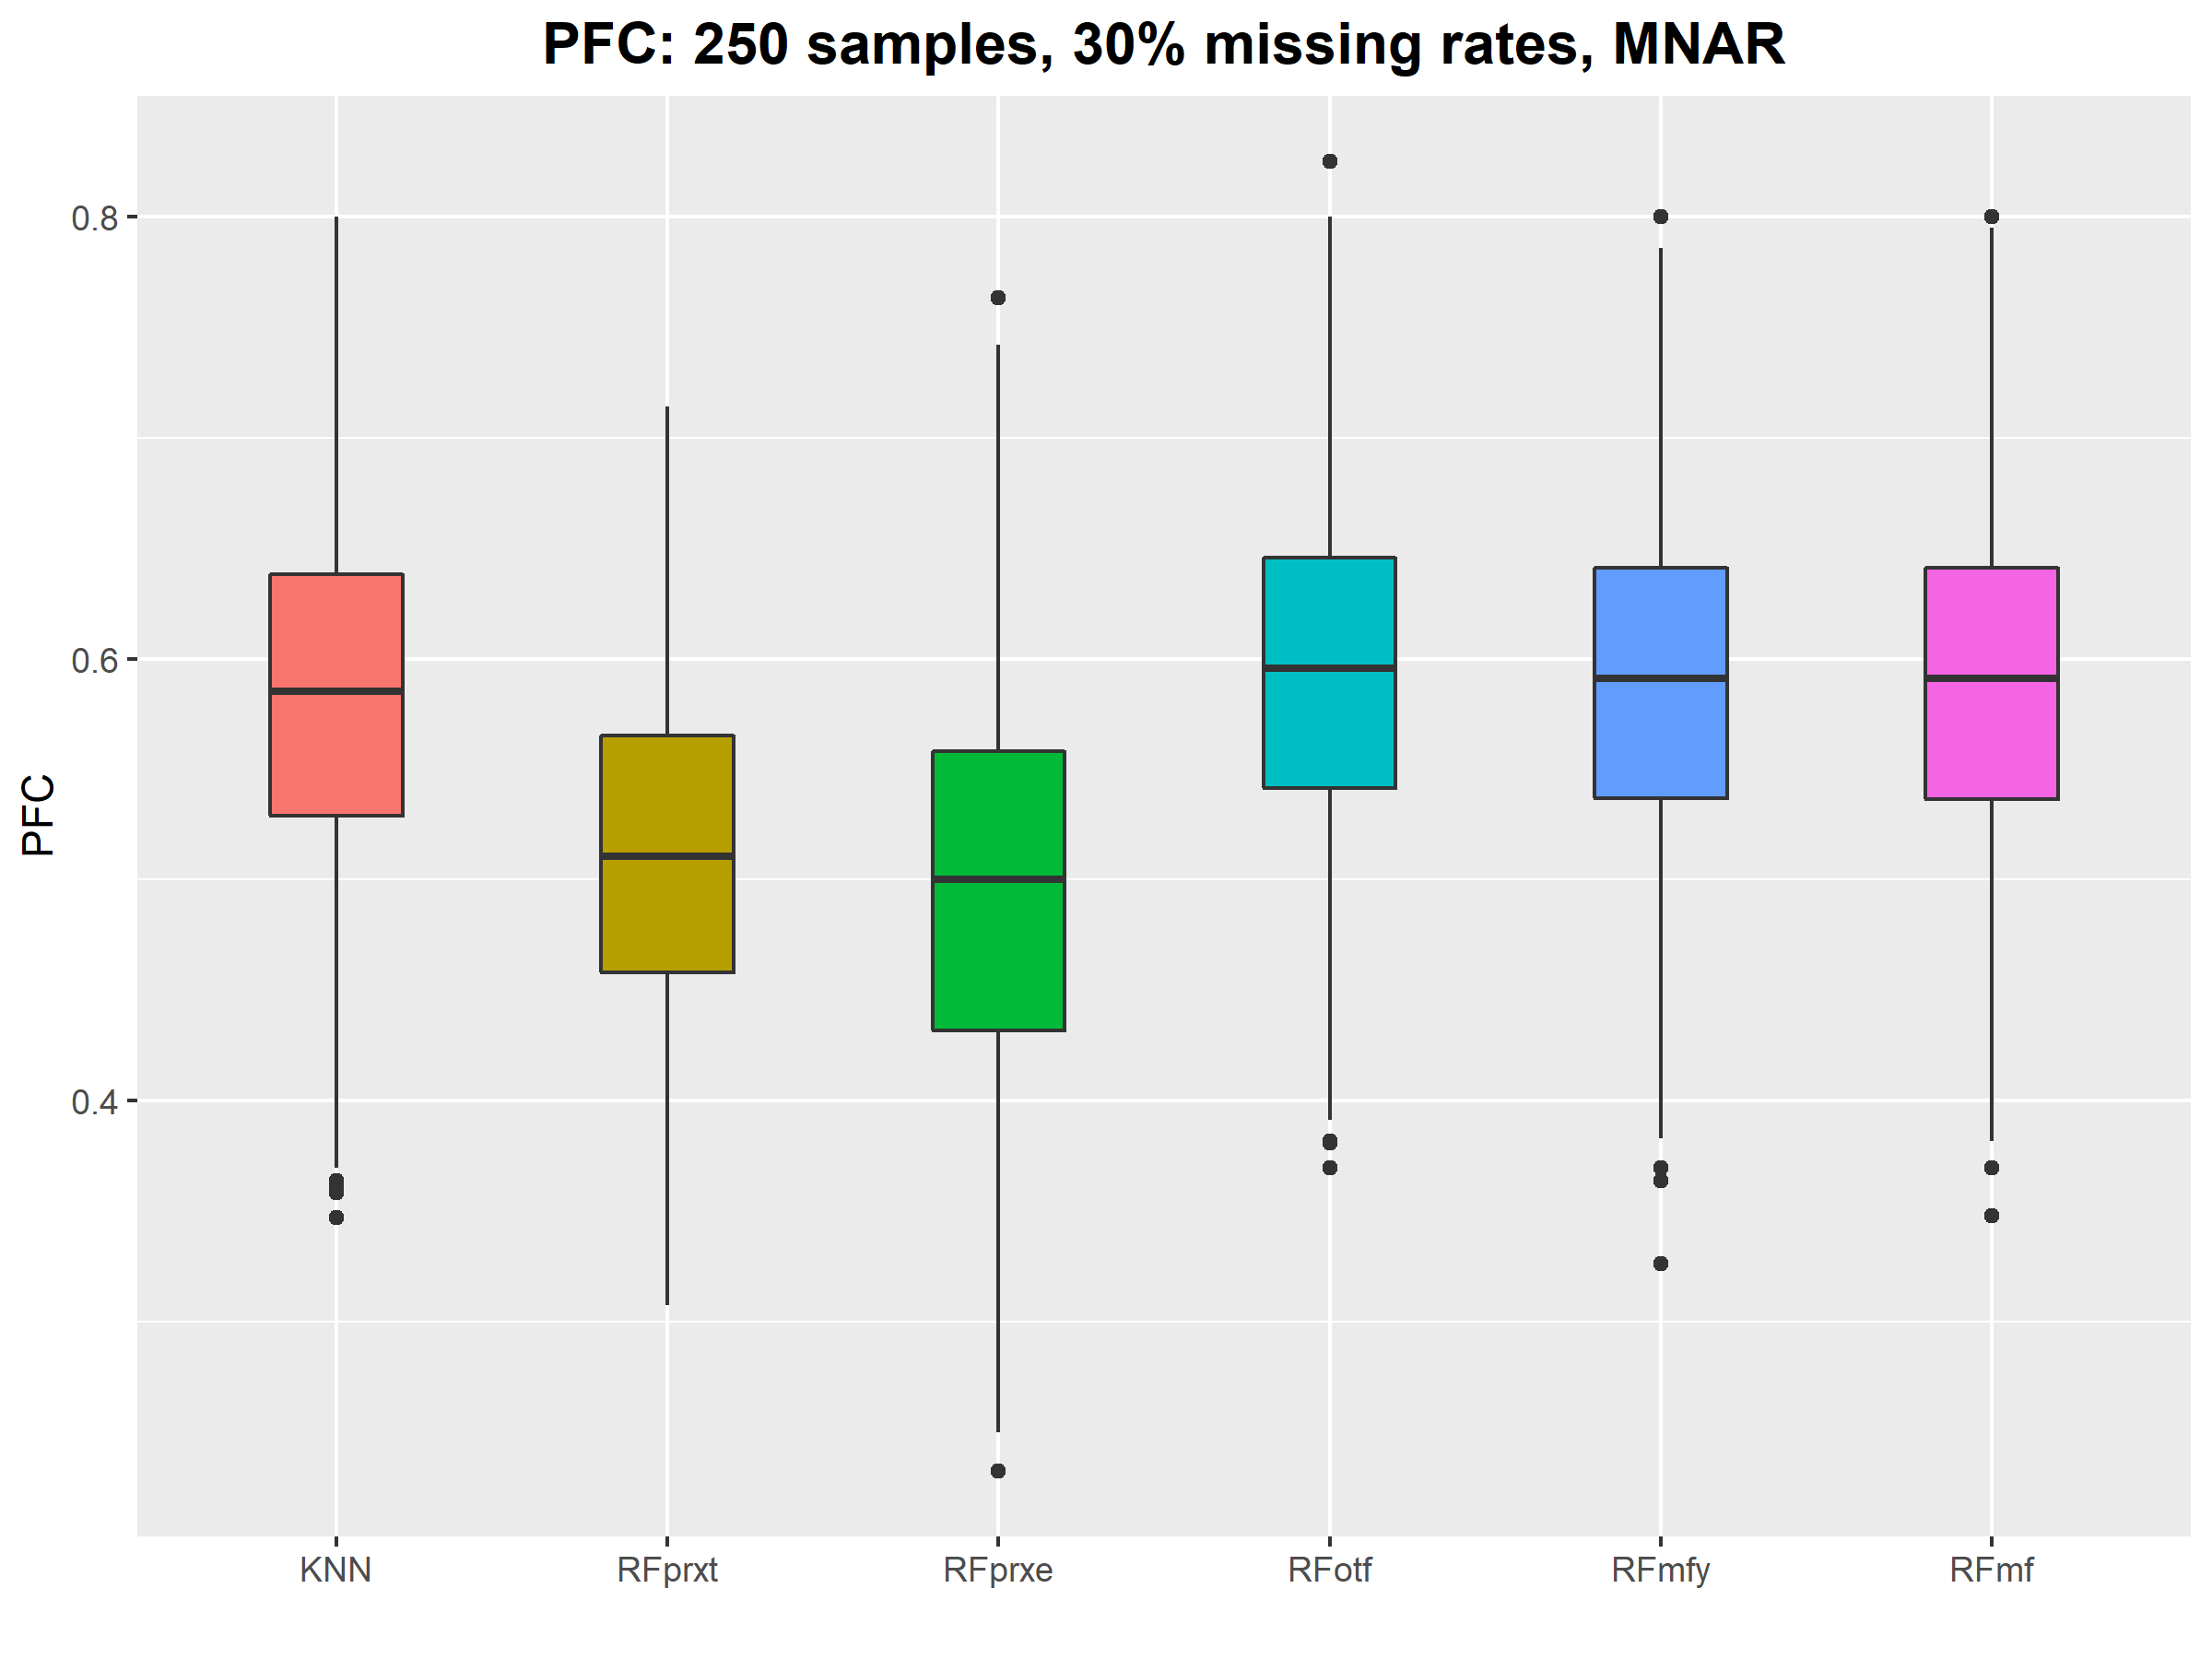 PFC: 250 samples, 30% missing rates, MNAR
0.8
0.6
0.4
PFC
KNN RFprxt RFprxe RFotf RFmfy RFmf